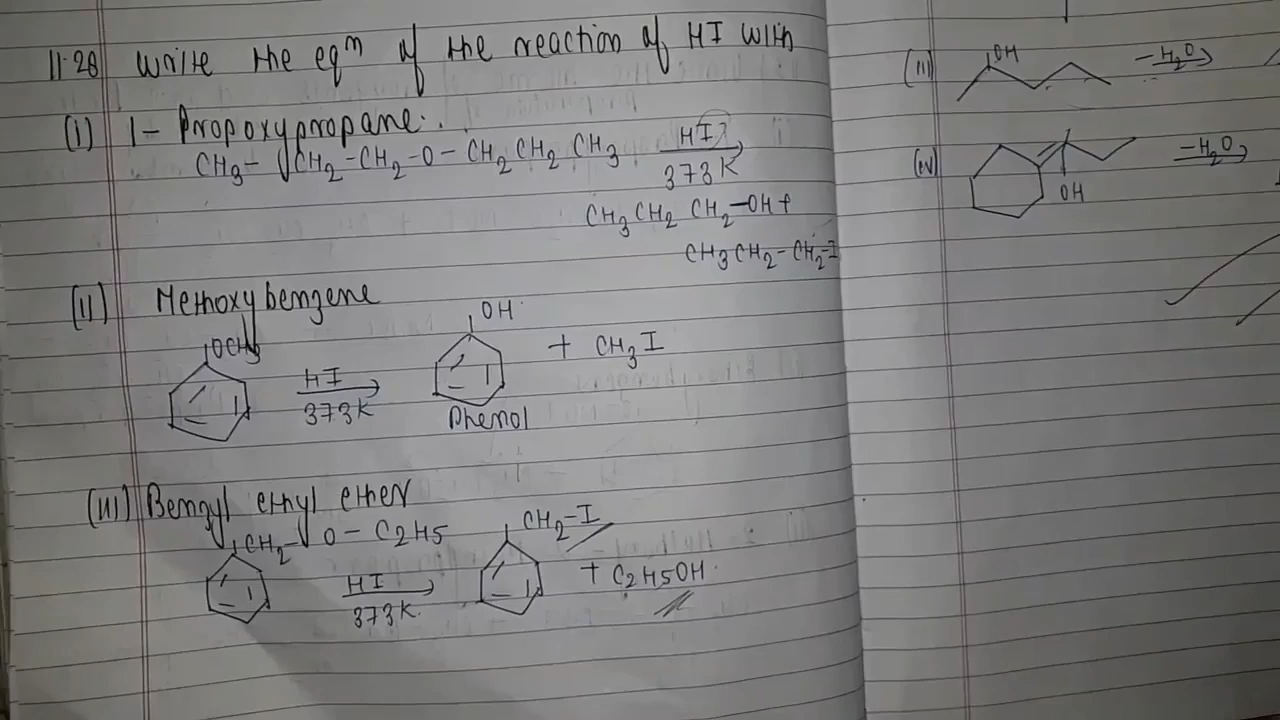 11.28 Write the eqn of the reaction of HI with
(I) 1- Propoxypropane.
CH3- CH2-CH2-O-CH2CH2CH3 HI
373K
CH3CH2 CH2-OH+
CH3CH2-CH2-I
(II) Methoxybenzene
OCH3 HI OH + CH3I
373K
Phenol
(III) Benzyl ethyl ether
CH2- O-C2H5 HI CH2-I
373K + C2H5OH
(III) OH -H2O
(IV) -H2O
OH